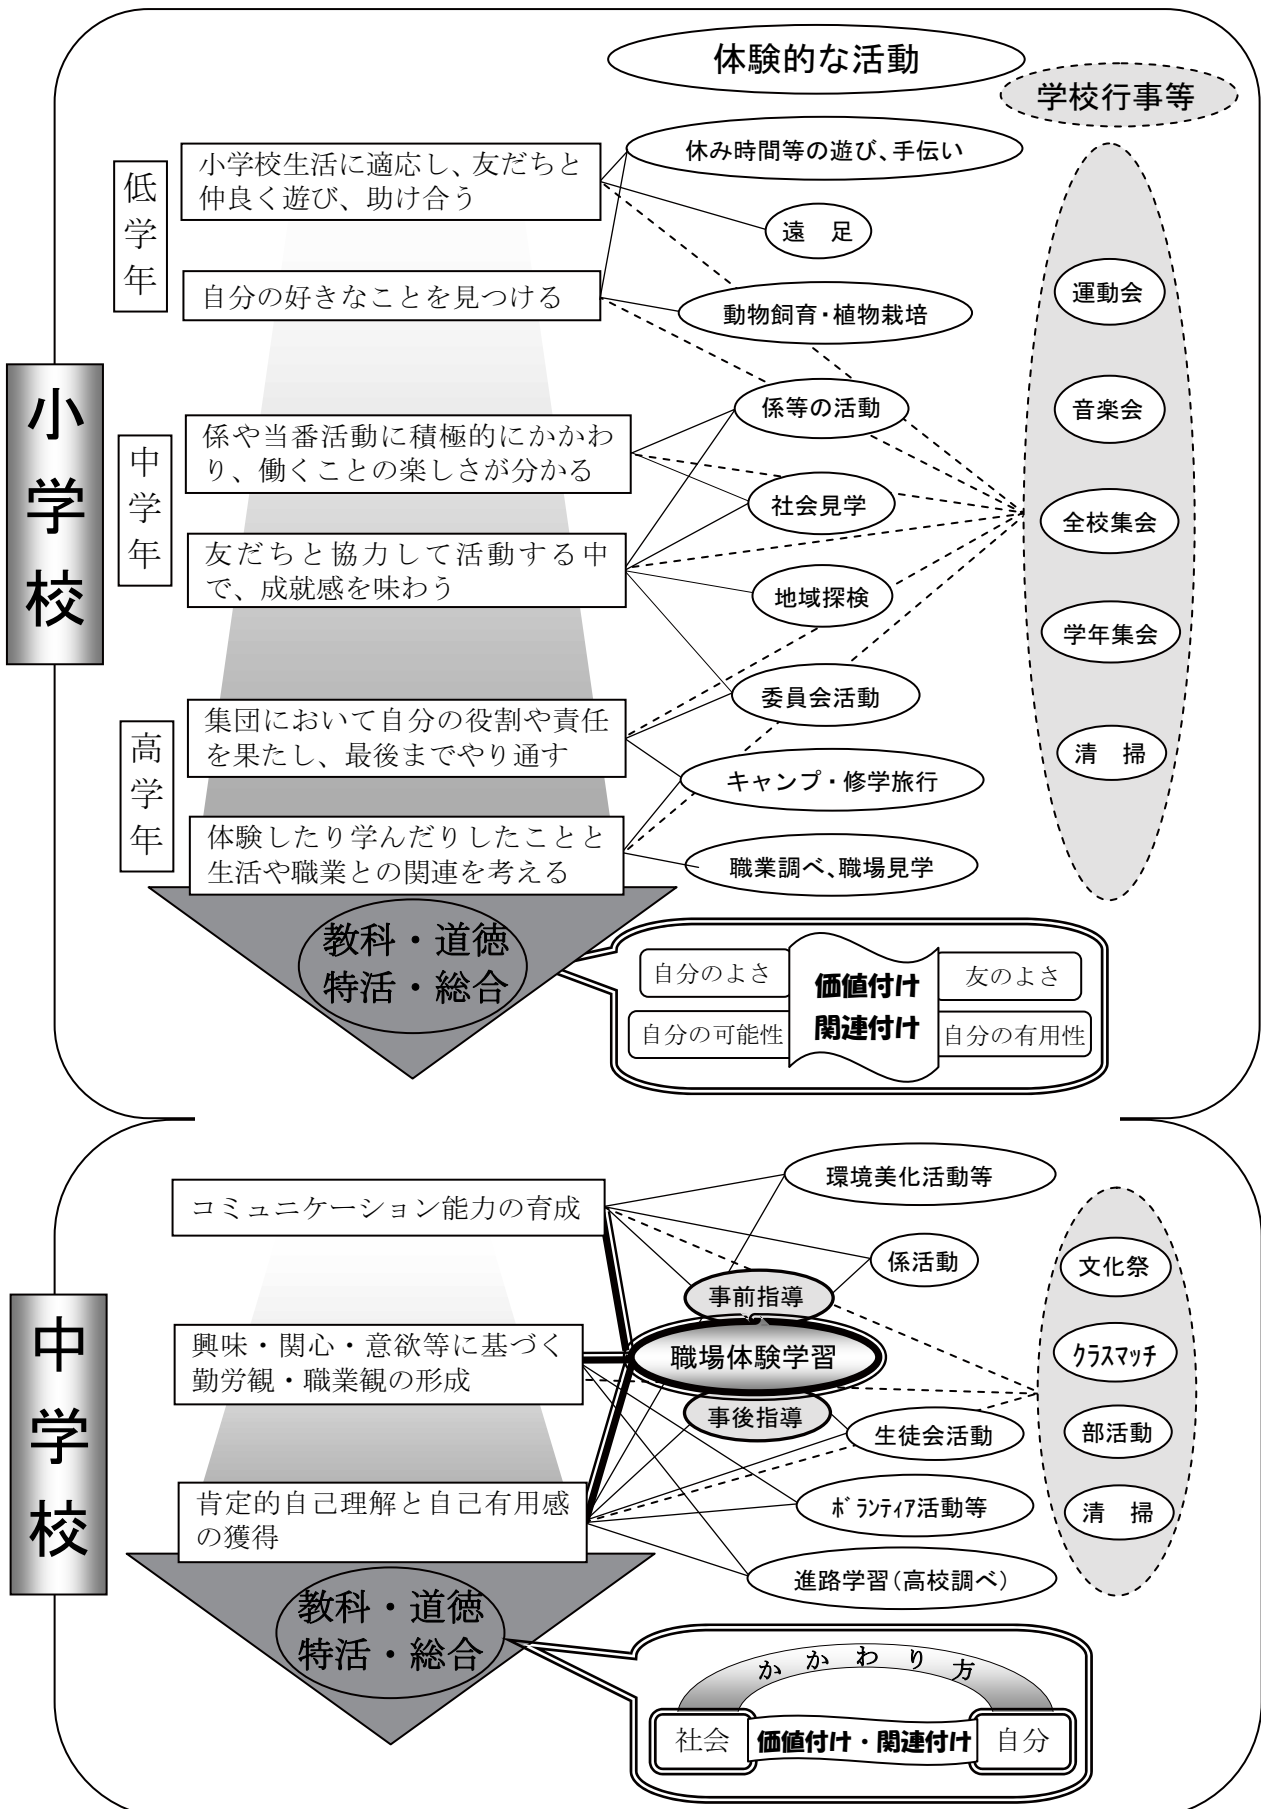 体験的な活動
学校行事等
小学校
低学年
小学校生活に適応し、友だちと
仲良く遊び、助け合う
自分の好きなことを見つける
休み時間等の遊び、手伝い
遠　足
動物飼育・植物栽培
中学年
係や当番活動に積極的にかかわ
り、働くことの楽しさが分かる
友だちと協力して活動する中
で、成就感を味わう
係等の活動
社会見学
地域探検
委員会活動
高学年
集団において自分の役割や責任
を果たし、最後までやり通す
体験したり学んだりしたことと
生活や職業との関連を考える
キャンプ・修学旅行
職業調べ、職場見学
運動会
音楽会
全校集会
学年集会
清　掃
教科・道徳
特活・総合
自分のよさ
自分の可能性
価値付け
関連付け
友のよさ
自分の有用性
中学校
コミュニケーション能力の育成
興味・関心・意欲等に基づく
勤労観・職業観の形成
肯定的自己理解と自己有用感
の獲得
環境美化活動等
係活動
事前指導
職場体験学習
事後指導
生徒会活動
ﾎﾞﾗﾝﾃｨｱ活動等
進路学習（高校調べ）
文化祭
ｸﾗｽﾏｯﾁ
部活動
清　掃
教科・道徳
特活・総合
かかわり方
社会
価値付け・関連付け
自分